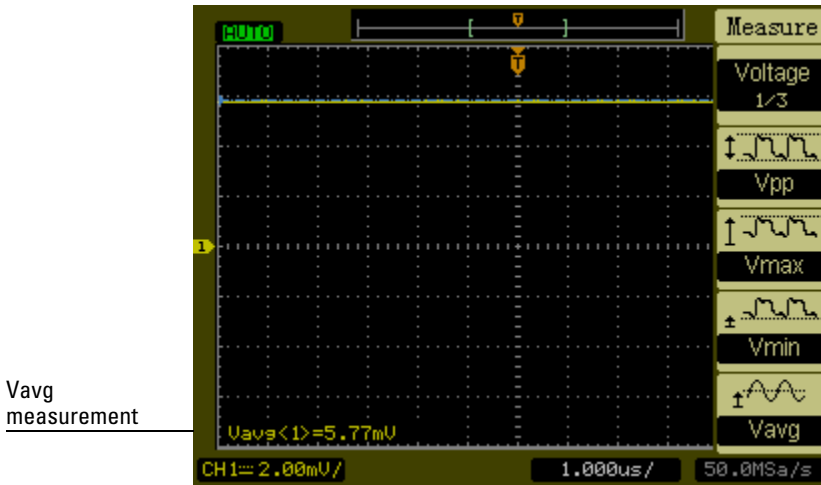 AUTO
T
T
Measure
Voltage
1/3
Vpp
Vmax
Vmin
Vavg
1
Vavg
measurement
Vavg<1>=5.77mV
CH1 2.00mV/
1.000us/
50.0MSa/s